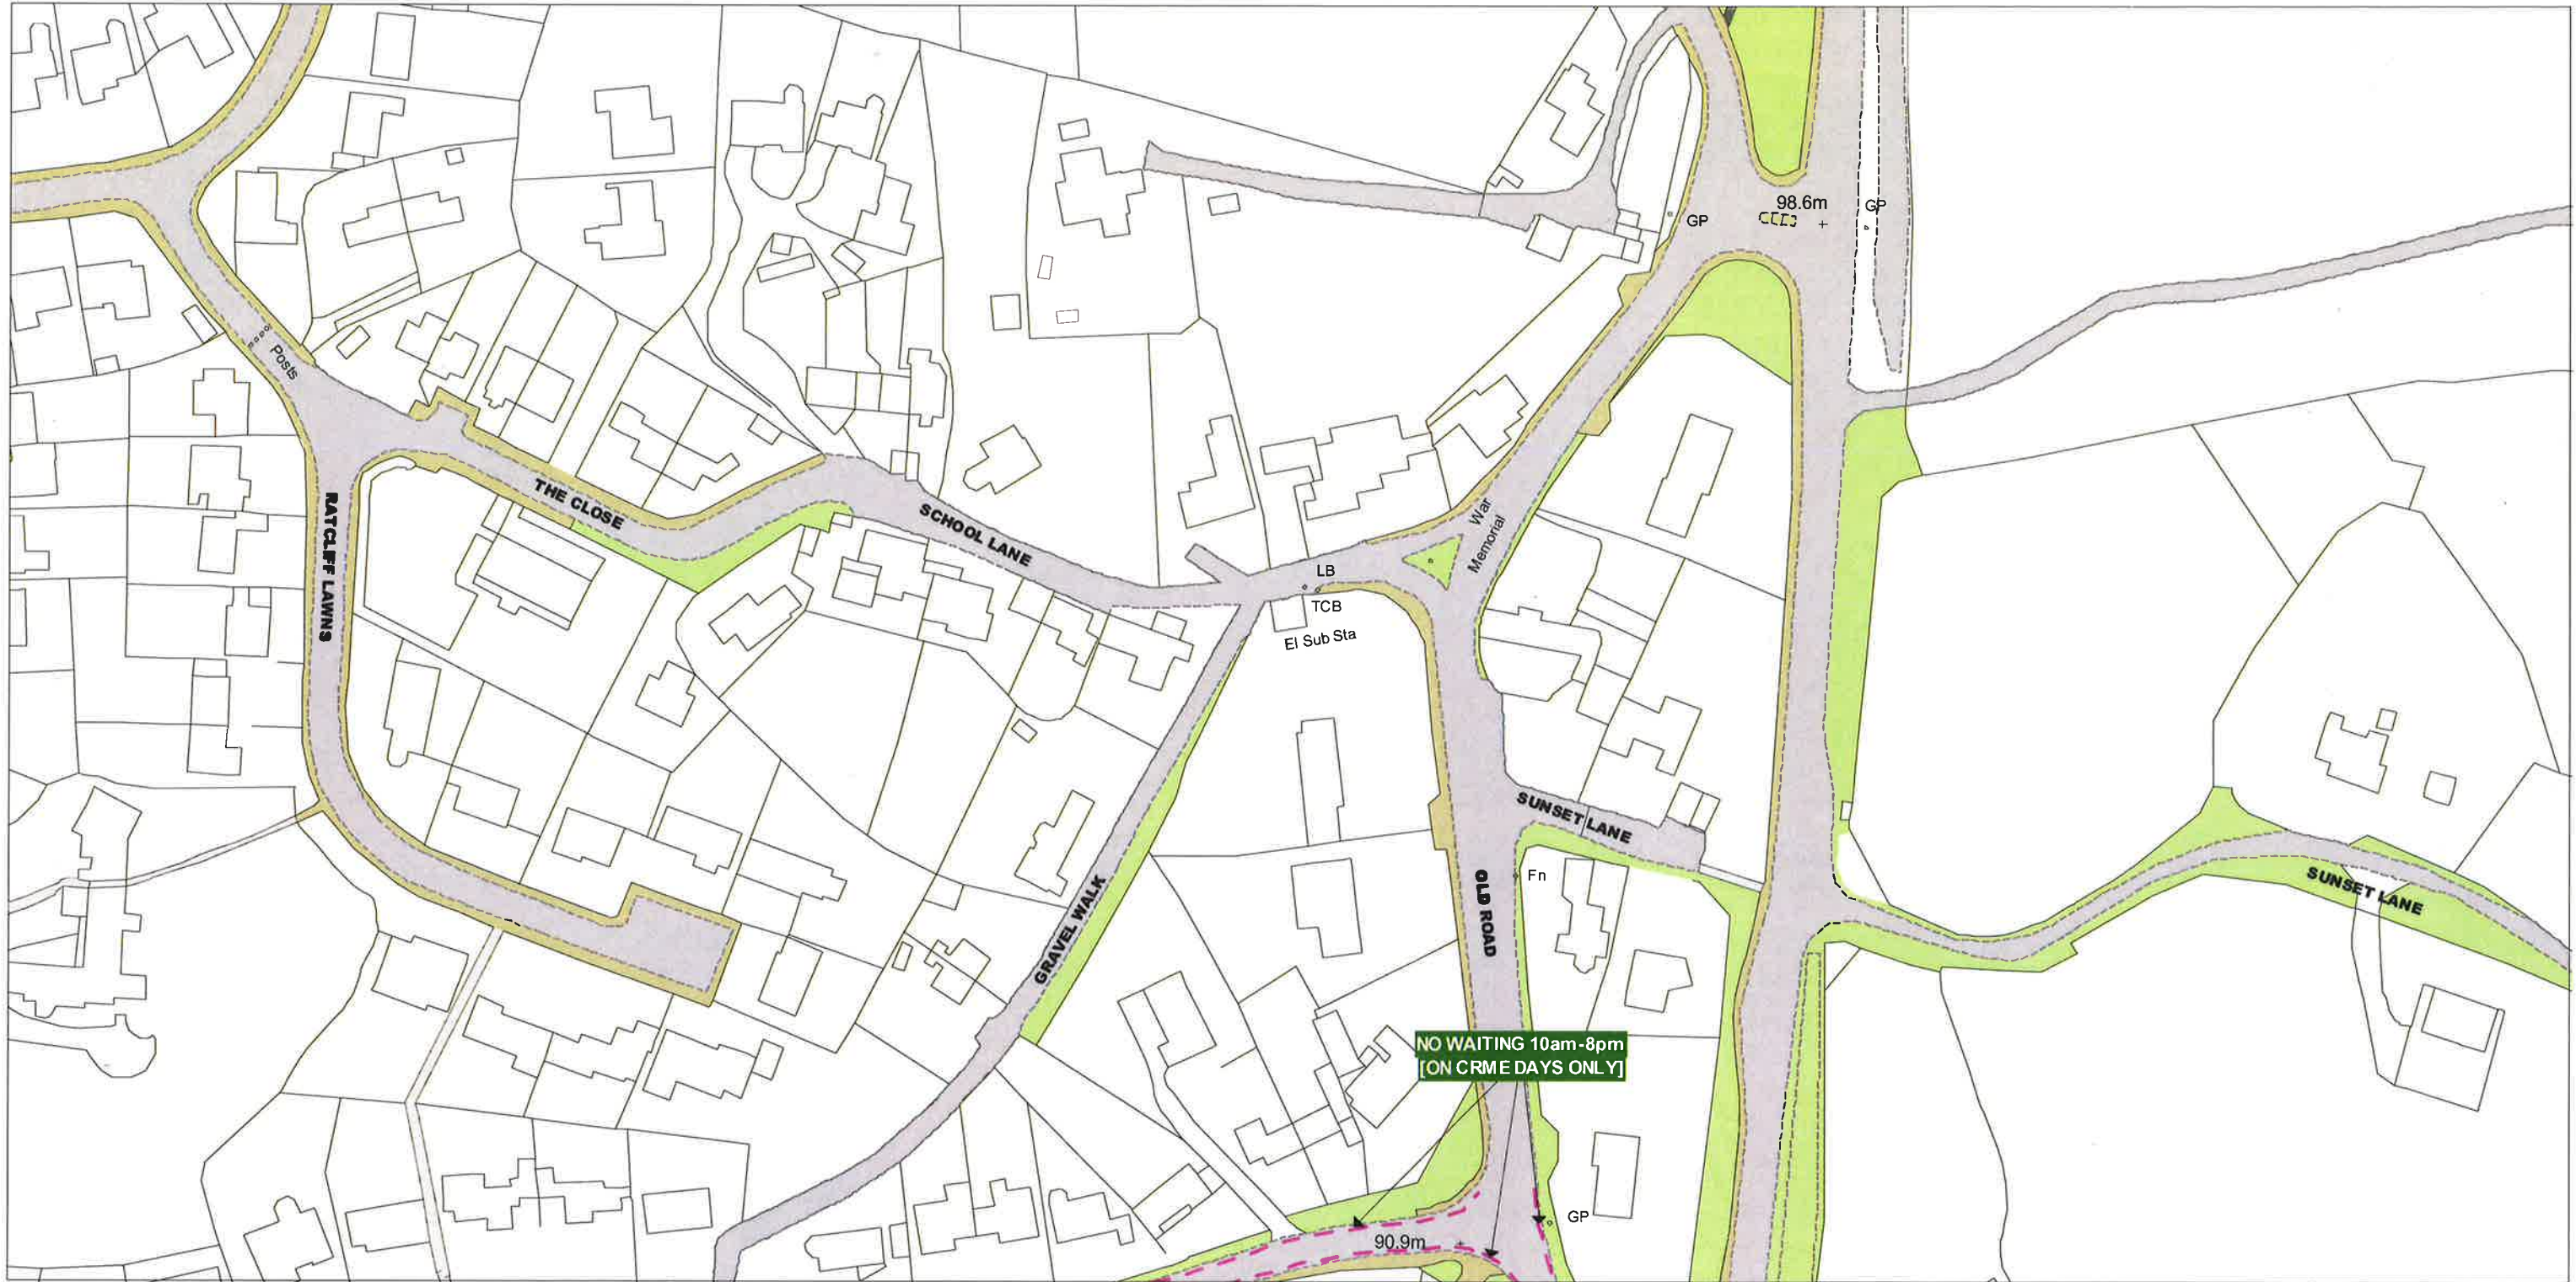 98.6m
GP
GP
Posts
THE CLOSE
RATCLIFF LAWNS
SCHOOL LANE
War
Memorial
LB
TCB
El Sub Sta
SUNSET LANE
Fn
OLD ROAD
GRAVEL WALK
SUNSET LANE
NO WAITING 10am-8pm
[ON CRME DAYS ONLY]
GP
90.9m